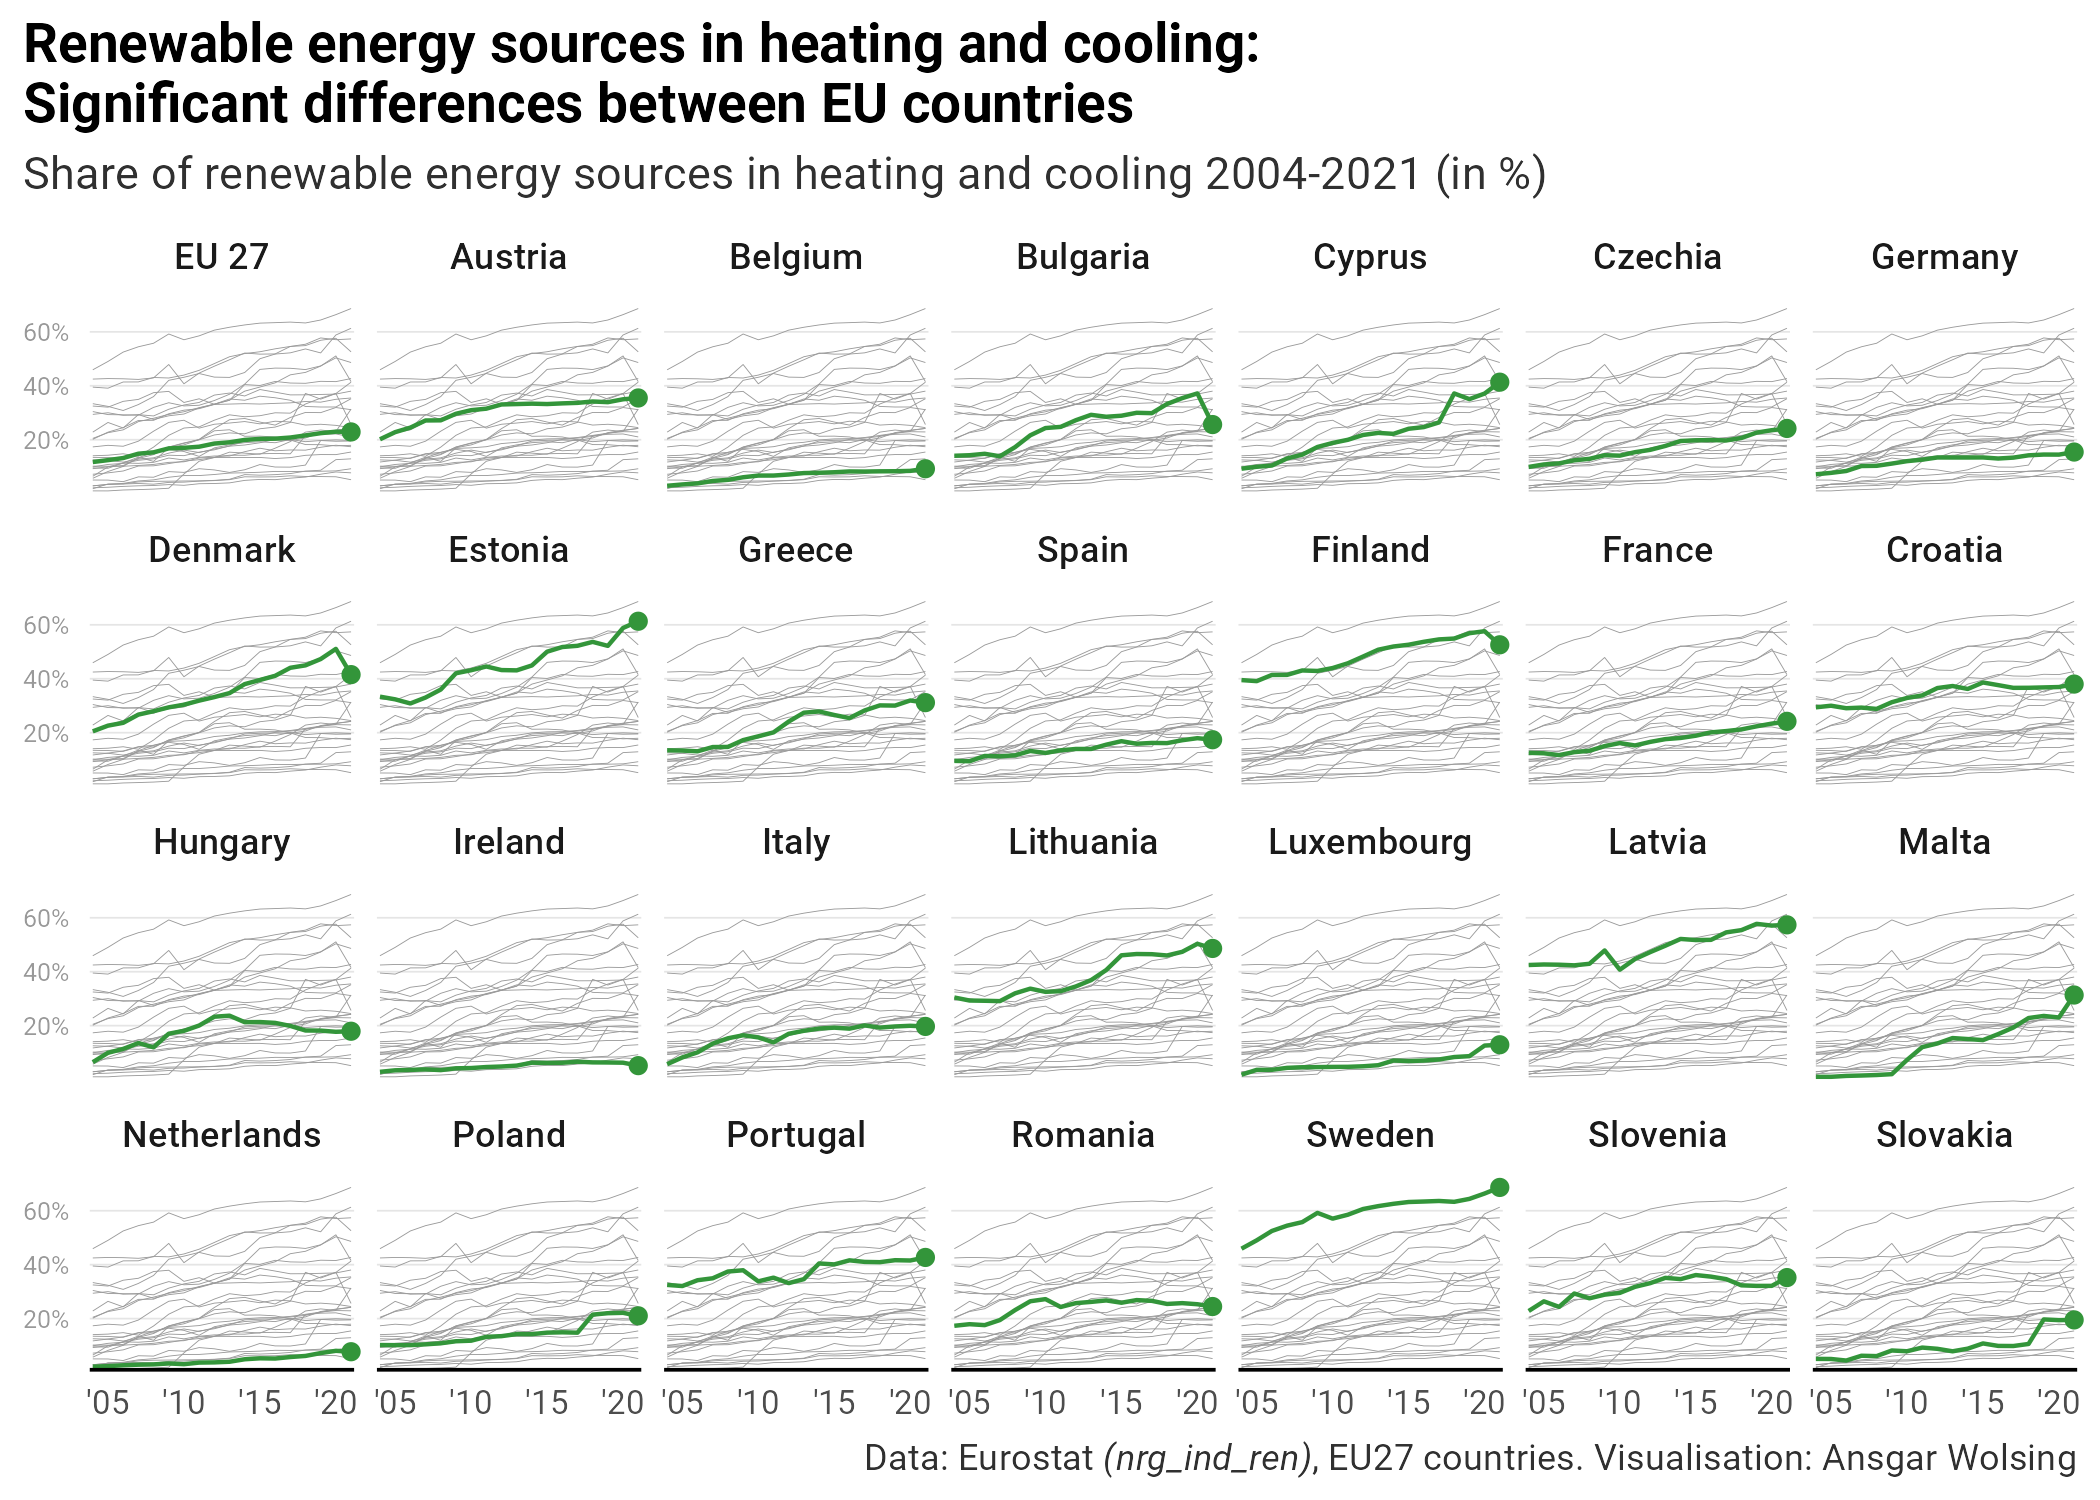 Renewable energy sources in heating and cooling:
Significant differences between EU countries
Share of renewable energy sources in heating and cooling 2004-2021 (in %)
EU 27 Austria Belgium Bulgaria Cyprus Czechia Germany
60%
40%
20%
Denmark Estonia Greece Spain Finland France Croatia
60%
40%
20%
Hungary Ireland Italy Lithuania Luxembourg Latvia Malta
60%
40%
20%
Netherlands Poland Portugal Romania Sweden Slovenia Slovakia
60%
40%
20%
'05 '10 '15 '20 '05 '10 '15 '20 '05 '10 '15 '20 '05 '10 '15 '20 '05 '10 '15 '20 '05 '10 '15 '20 '05 '10 '15 '20
Data: Eurostat (nrg_ind_ren), EU27 countries. Visualisation: Ansgar Wolsing